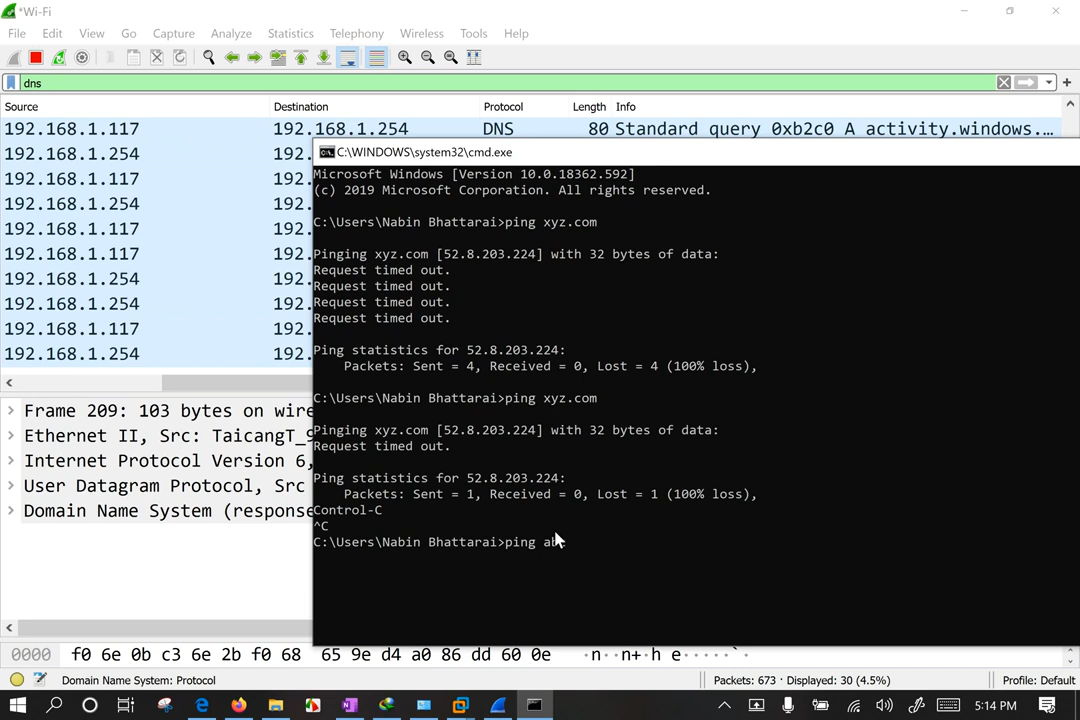 *Wi-Fi
File Edit View Go Capture Analyze Statistics Telephony Wireless Tools Help
dns
Source Destination Protocol Length Info
192.168.1.117 192.168.1.254 DNS 80 Standard query 0xb2c0 A activity.windows.…
192.168.1.254
192.168.1.254
192.168.1.254
192.168.1.117
192.168.1.117
192.168.1.254
192.168.1.254
192.168.1.117
192.168.1.254
Frame 209: 103 bytes on wire
Ethernet II, Src: TaicangT_9
Internet Protocol Version 6,
User Datagram Protocol, Src
Domain Name System (response
C:\WINDOWS\system32\cmd.exe
Microsoft Windows [Version 10.0.18362.592]
(c) 2019 Microsoft Corporation. All rights reserved.
C:\Users\Nabin Bhattarai>ping xyz.com
Pinging xyz.com [52.8.203.224] with 32 bytes of data:
Request timed out.
Request timed out.
Request timed out.
Request timed out.
Ping statistics for 52.8.203.224:
Packets: Sent = 4, Received = 0, Lost = 4 (100% loss),
C:\Users\Nabin Bhattarai>ping xyz.com
Pinging xyz.com [52.8.203.224] with 32 bytes of data:
Request timed out.
Ping statistics for 52.8.203.224:
Packets: Sent = 1, Received = 0, Lost = 1 (100% loss),
Control-C
^C
C:\Users\Nabin Bhattarai>ping
0000 f0 6e 0b c3 6e 2b f0 68 65 9e d4 a0 86 dd 60 0e ·n··n+·h e·····`·
Domain Name System: Protocol Packets: 673 · Displayed: 30 (4.5%) Profile: Default
5:14 PM